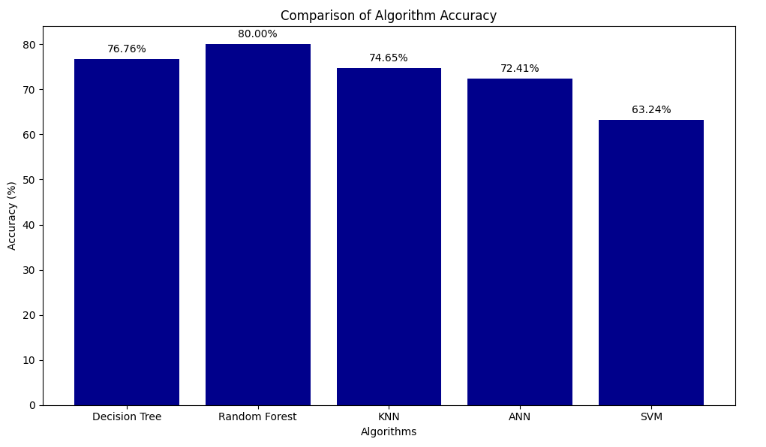 Comparison of Algorithm Accuracy
76.76%
80.00%
74.65%
72.41%
63.24%
Accuracy (%)
80
70
60
50
40
30
20
10
0
Decision Tree
Random Forest
KNN
ANN
SVM
Algorithms